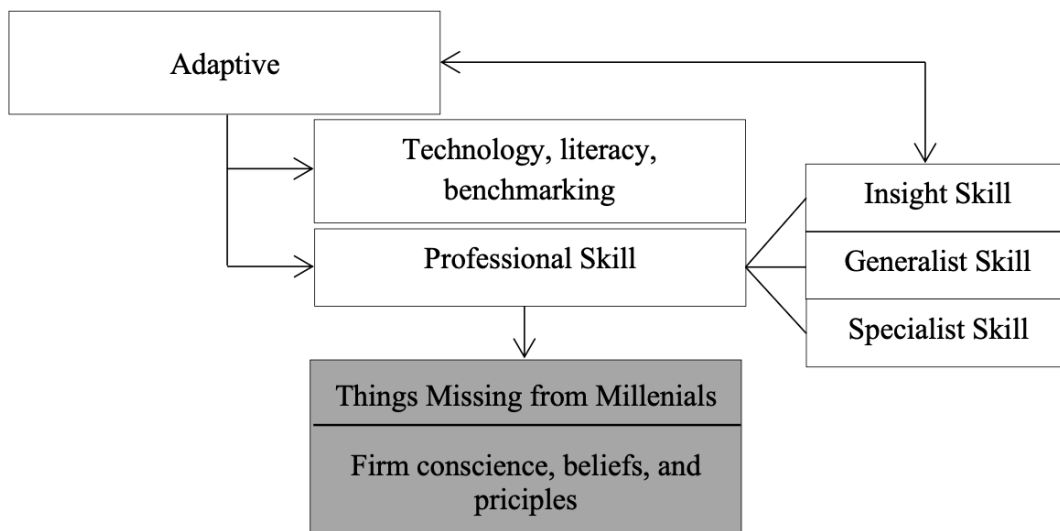 Adaptive
Technology, literacy,
benchmarking
Professional Skill
Insight Skill
Generalist Skill
Specialist Skill
Things Missing from Millenials
Firm conscience, beliefs, and
priciples